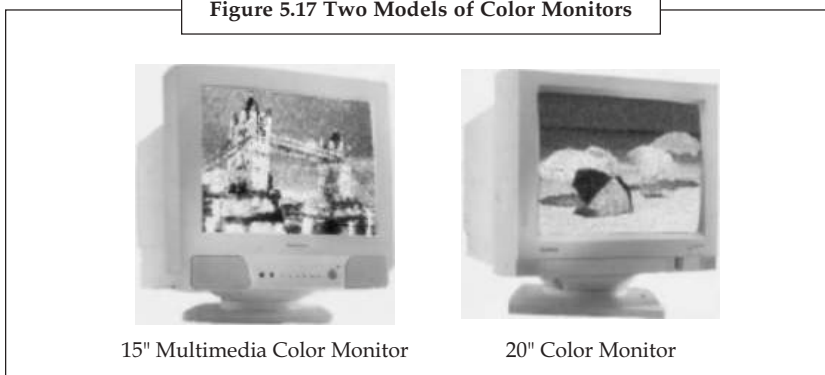 Figure 5.17 Two Models of Color Monitors
15" Multimedia Color Monitor
20" Color Monitor